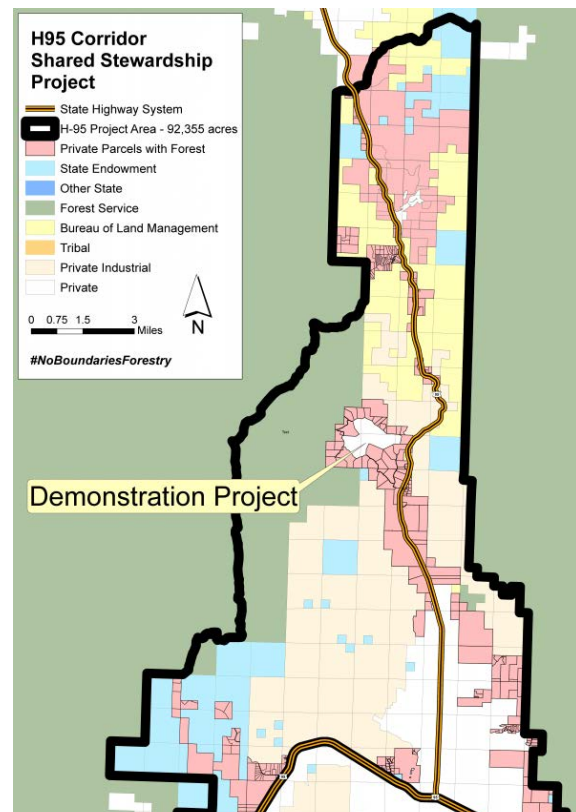 H95 Corridor
Shared Stewardship
Project
State Highway System
H-95 Project Area - 92,355 acres
Private Parcels with Forest
State Endowment
Other State
Forest Service
Bureau of Land Management
Tribal
Private Industrial
Private
0 0.75 1.5 3
Miles
N
#NoBoundariesForestry
Demonstration Project